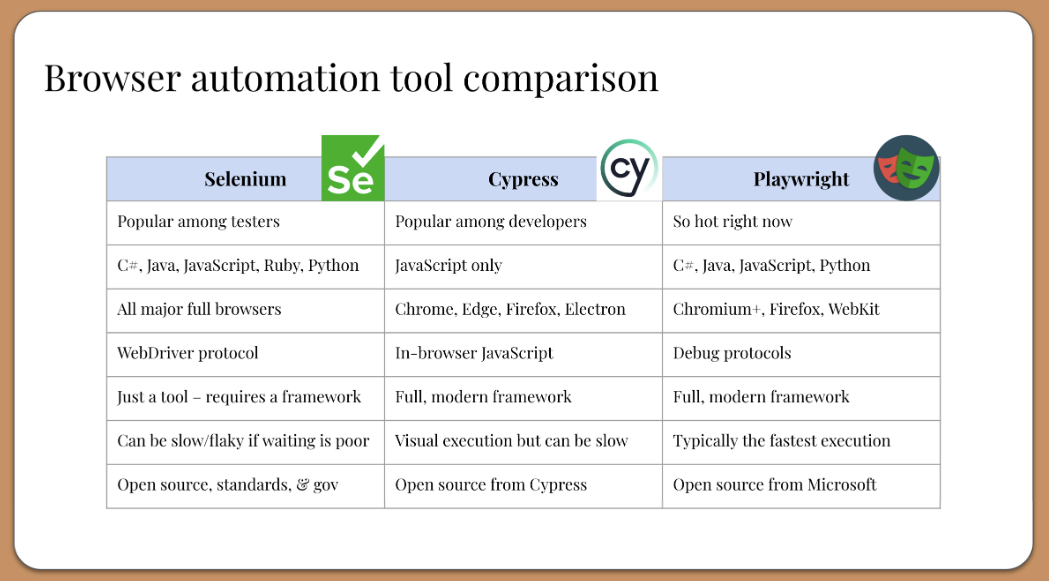 Browser automation tool comparison
Selenium
Se
Cypress
cy
Playwright
Popular among testers
Popular among developers
So hot right now
C#, Java, JavaScript, Ruby, Python
JavaScript only
C#, Java, JavaScript, Python
All major full browsers
Chrome, Edge, Firefox, Electron
Chromium+, Firefox, WebKit
WebDriver protocol
In-browser JavaScript
Debug protocols
Just a tool – requires a framework
Full, modern framework
Full, modern framework
Can be slow/flaky if waiting is poor
Visual execution but can be slow
Typically the fastest execution
Open source, standards, & gov
Open source from Cypress
Open source from Microsoft